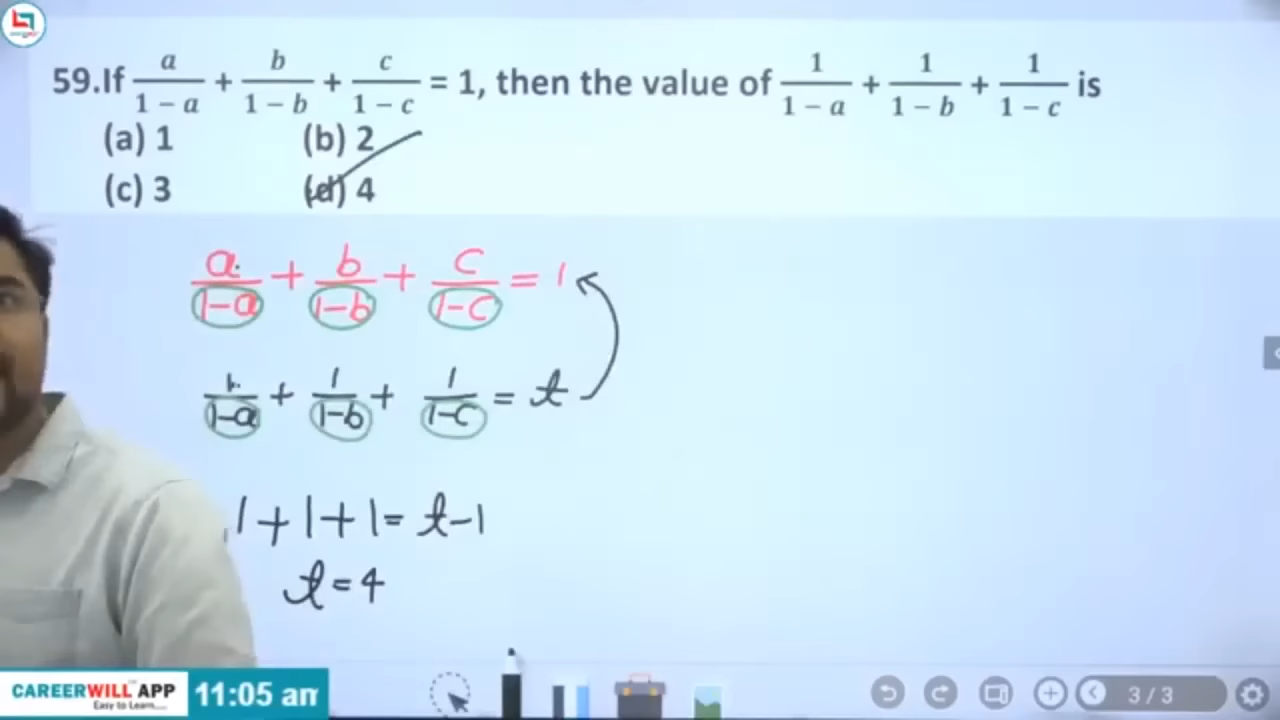 59.If a/(1 − a) + b/(1 − b) + c/(1 − c) = 1, then the value of 1/(1 − a) + 1/(1 − b) + 1/(1 − c) is
(a) 1 (b) 2
(c) 3 (d) 4
a/(1-a) + b/(1-b) + c/(1-c) = 1
1/(1-a) + 1/(1-b) + 1/(1-c) = t
1+1+1= t-1
t=4
CAREERWILL APP
Easy to Learn.....
11:05 am
3 / 3